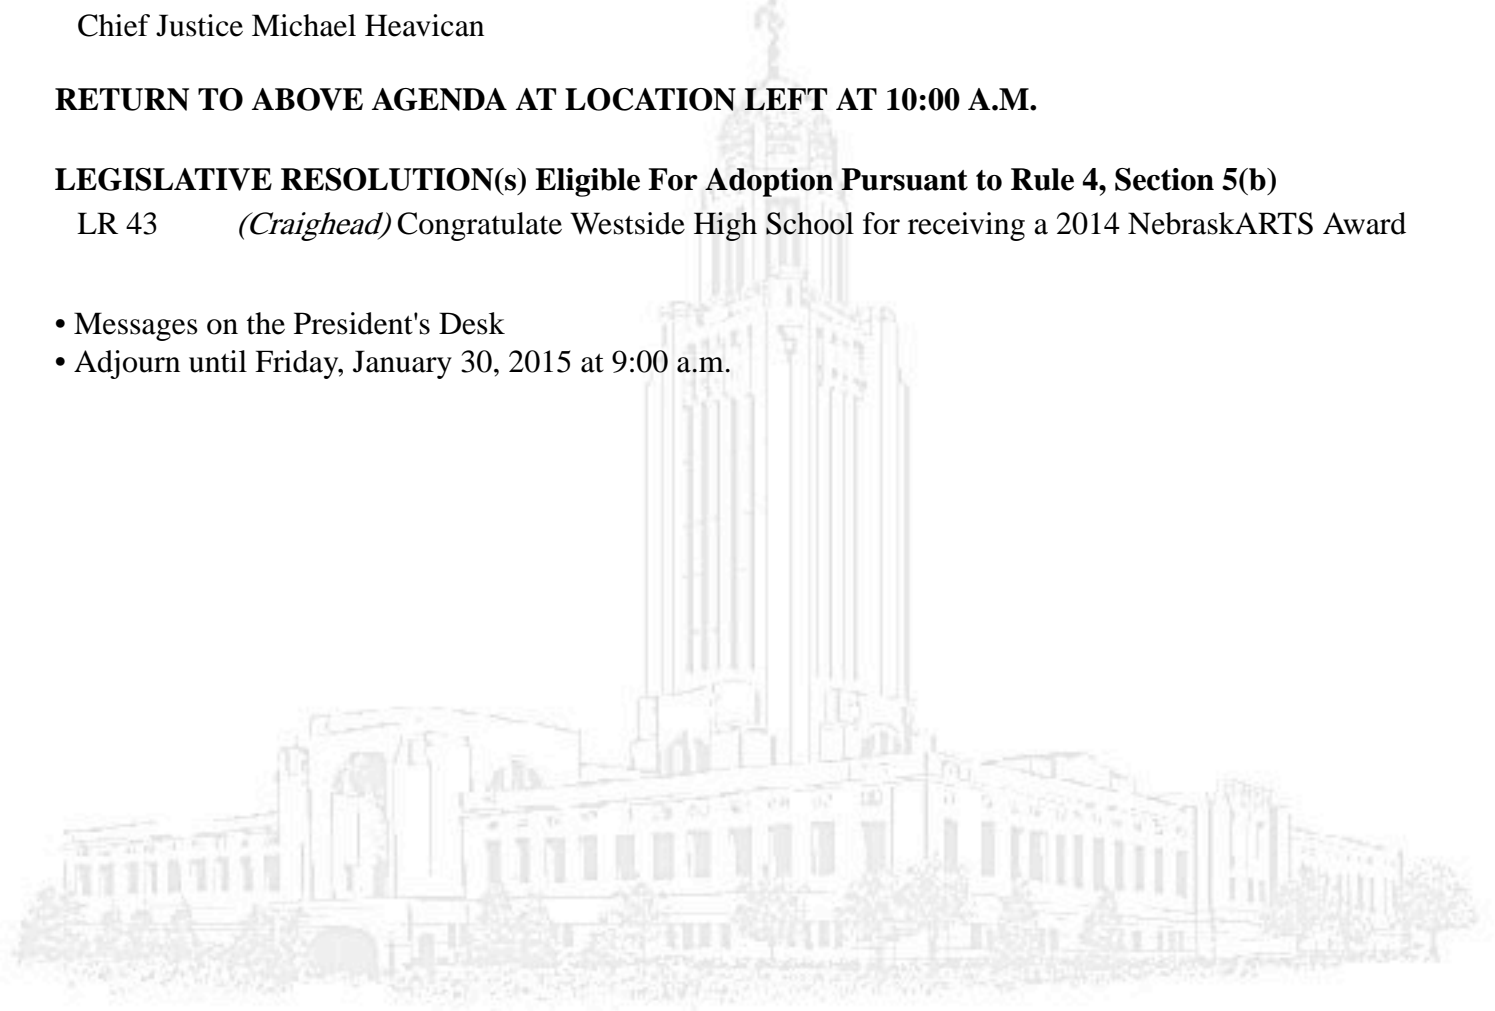 Chief Justice Michael Heavican
RETURN TO ABOVE AGENDA AT LOCATION LEFT AT 10:00 A.M.
LEGISLATIVE RESOLUTION(s) Eligible For Adoption Pursuant to Rule 4, Section 5(b)
LR 43 (Craighead) Congratulate Westside High School for receiving a 2014 NebraskARTS Award
• Messages on the President's Desk
• Adjourn until Friday, January 30, 2015 at 9:00 a.m.